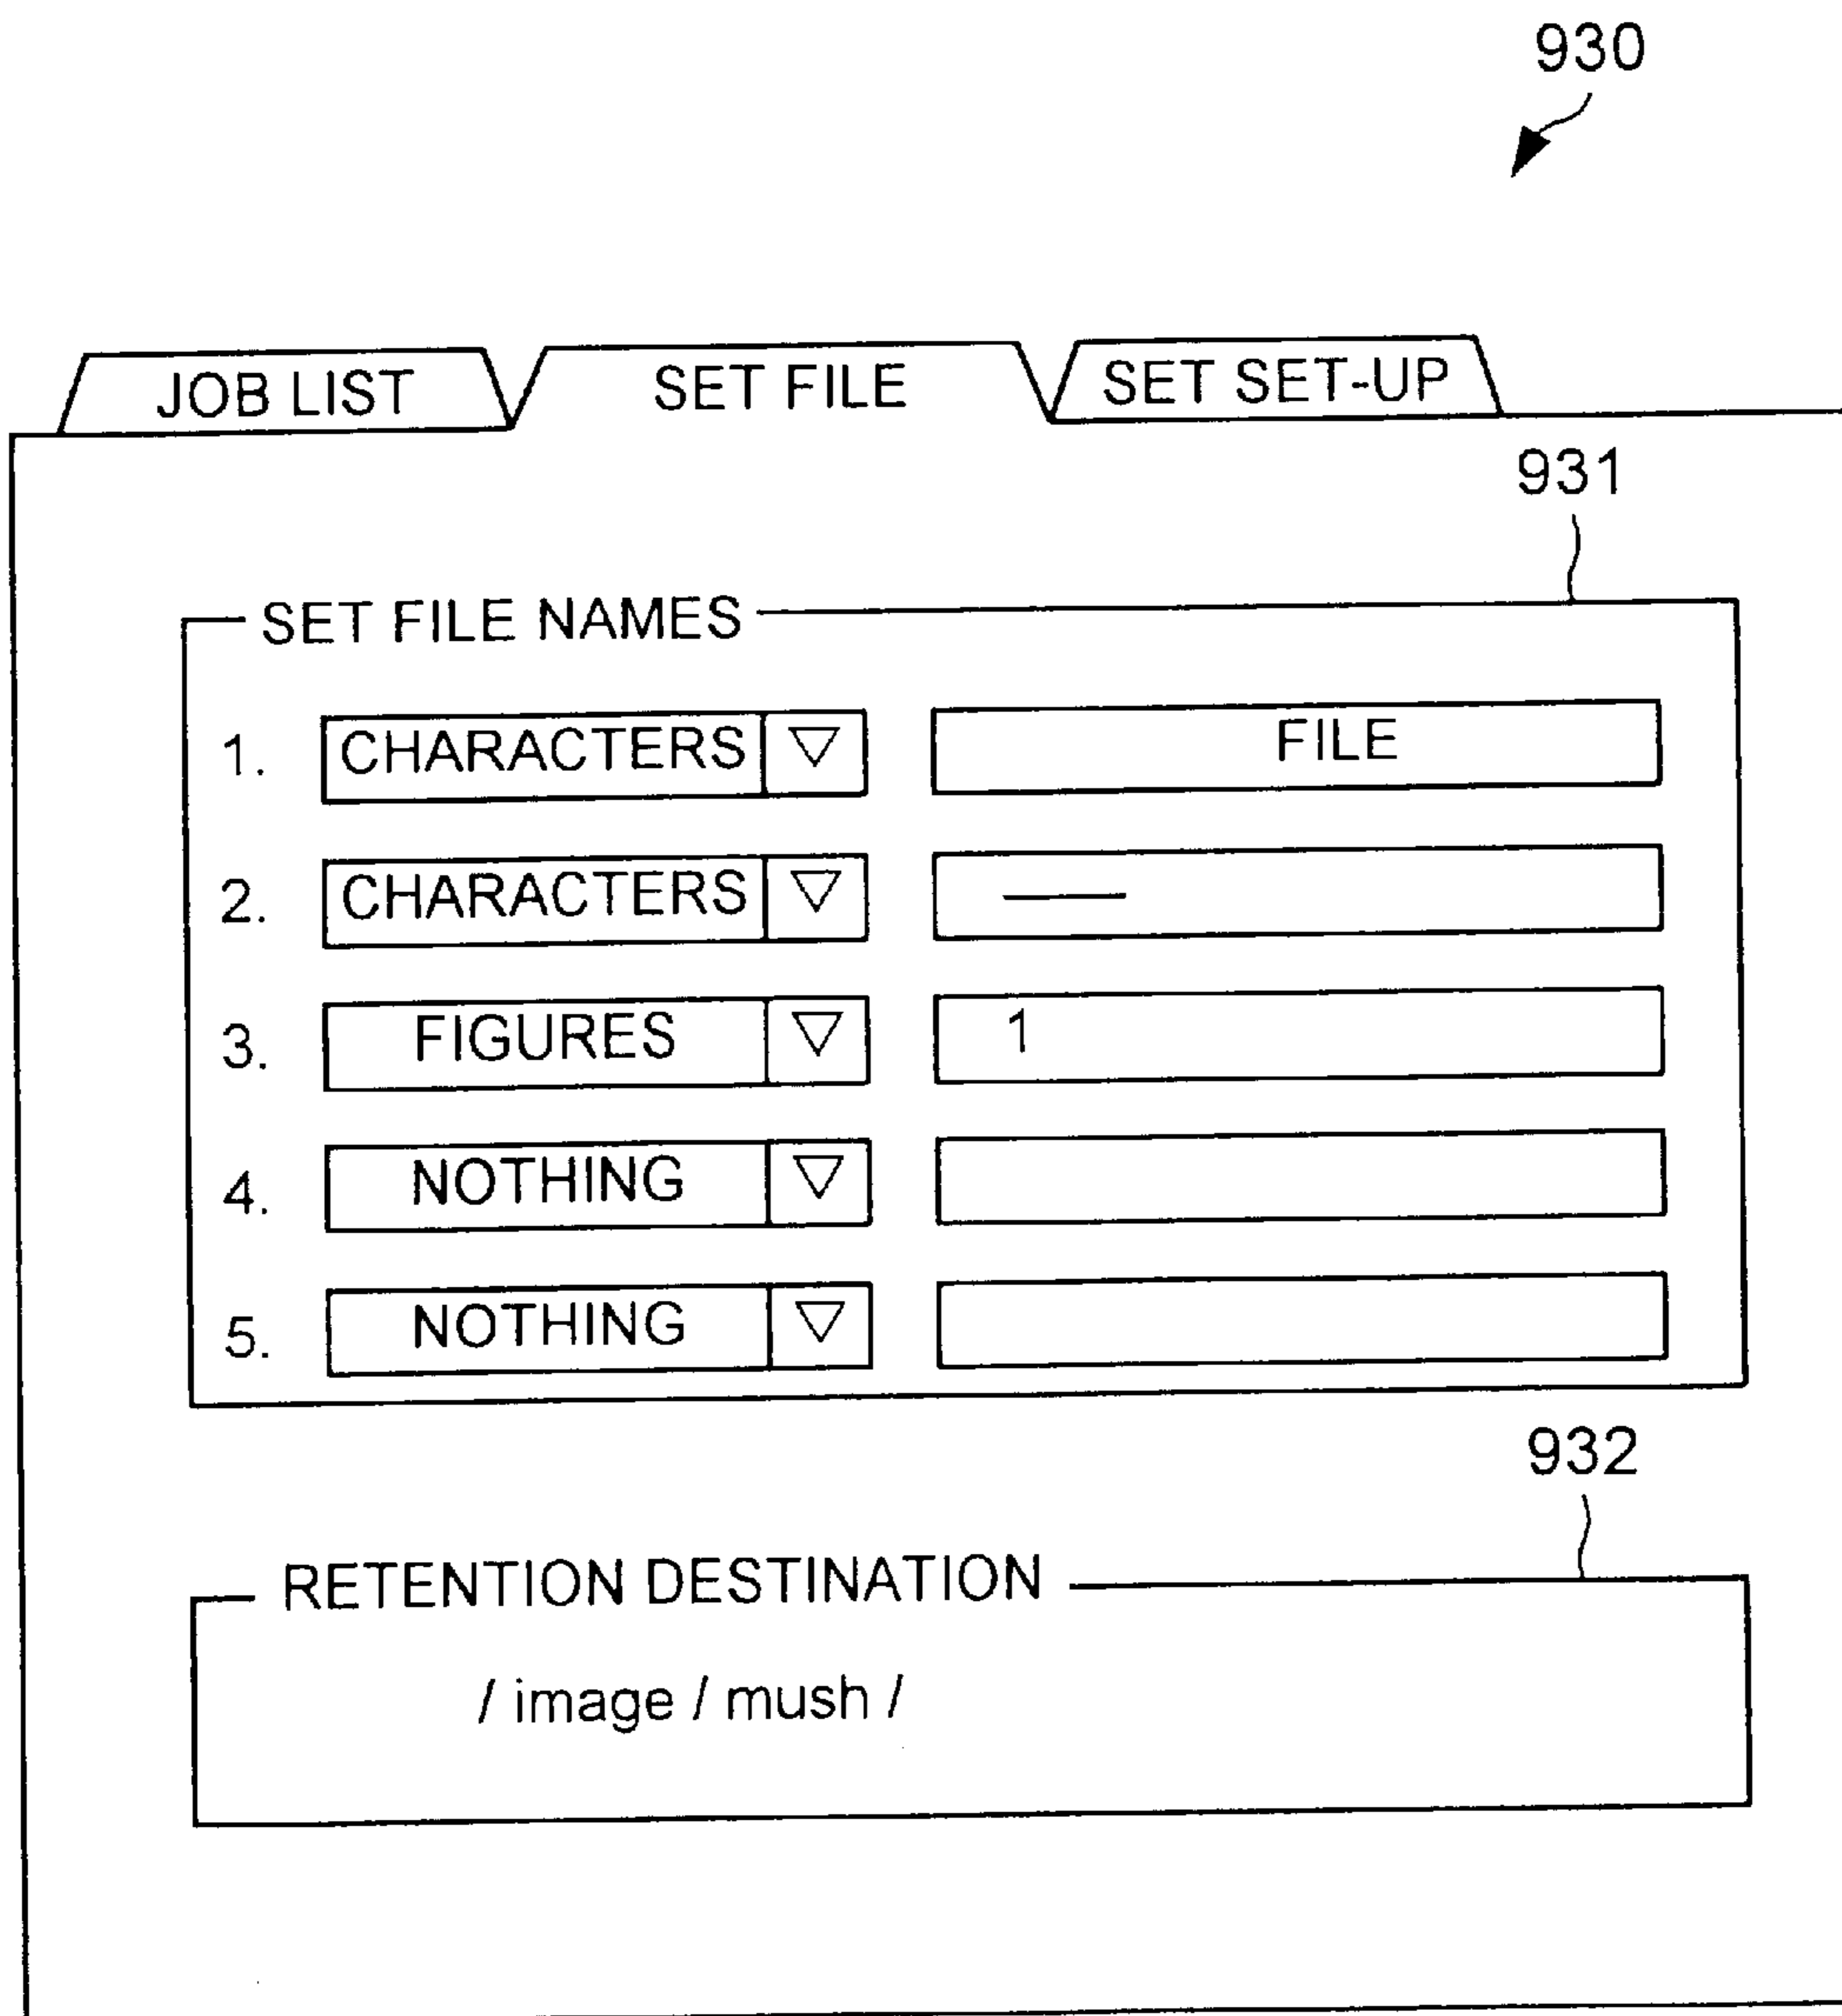 930
JOB LIST SET FILE SET SET-UP
931
SET FILE NAMES
1. CHARACTERS ▽ FILE
2. CHARACTERS ▽ —
3. FIGURES ▽ 1
4. NOTHING ▽
5. NOTHING ▽
932
RETENTION DESTINATION
/ image / mush /